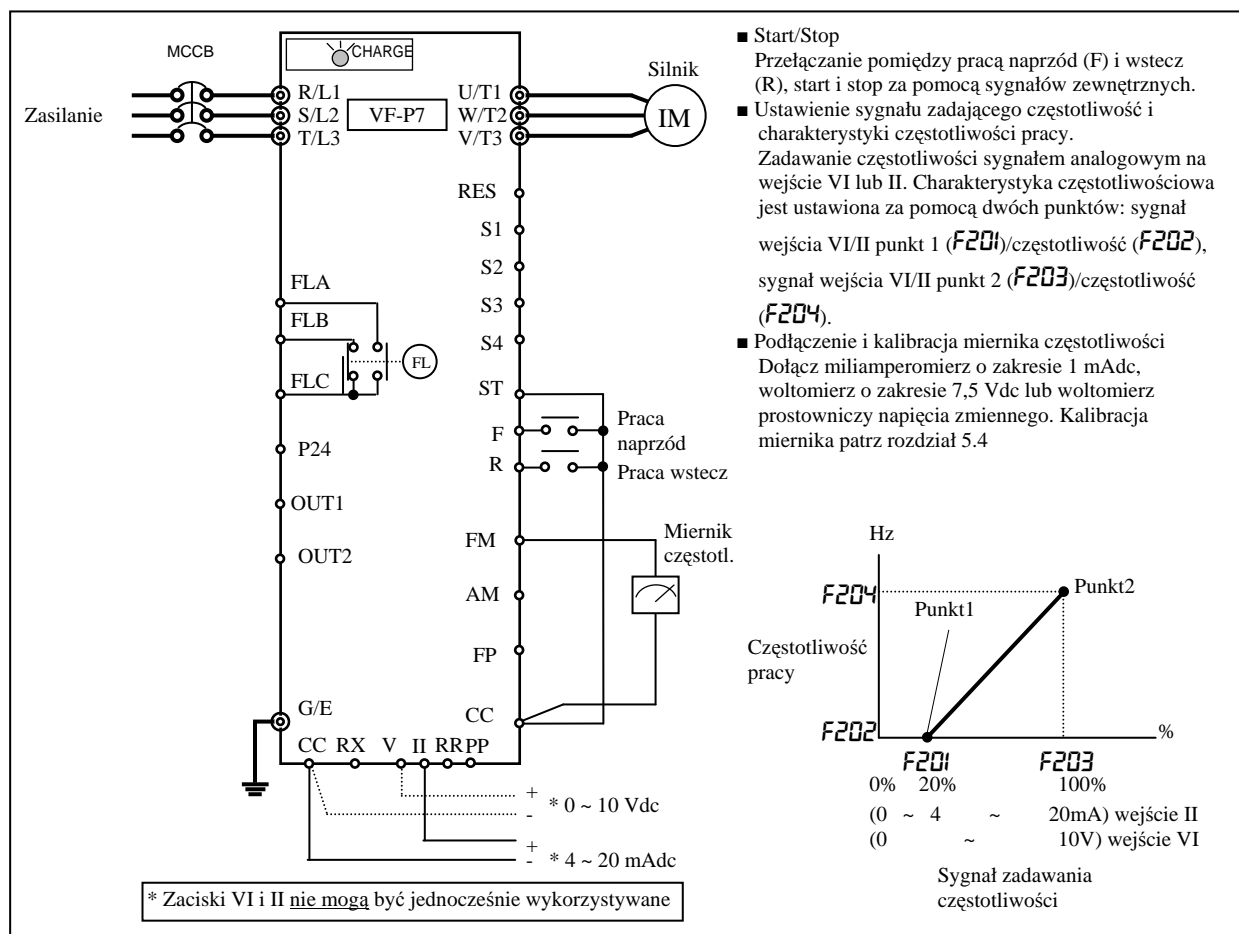 MCCB
CHARGE
Zasilanie
R/L1
S/L2
T/L3
VF-P7
U/T1
W/T2
V/T3
Silnik
IM
RES
S1
S2
S3
S4
FLA
FLB
FLC
FL
ST
F
R
Praca
naprzód
Praca wstecz
P24
OUT1
OUT2
FM
AM
FP
CC
Miernik
częstotl.
G/E
CC RX V II RR PP
+
* 0 ~ 10 Vdc
-
+
* 4 ~ 20 mAdc
-
* Zaciski VI i II nie mogą być jednocześnie wykorzystywane
■ Start/Stop
Przełączanie pomiędzy pracą naprzód (F) i wstecz
(R), start i stop za pomocą sygnałów zewnętrznych.
■ Ustawienie sygnału zadającego częstotliwość i
charakterystyki częstotliwości pracy.
Zadawanie częstotliwości sygnałem analogowym na
wejście VI lub II. Charakterystyka częstotliwościowa
jest ustawiona za pomocą dwóch punktów: sygnał
wejścia VI/II punkt 1 (F201)/częstotliwość (F202),
sygnał wejścia VI/II punkt 2 (F203)/częstotliwość
(F204).
■ Podłączenie i kalibracja miernika częstotliwości
Dołącz miliamperomierz o zakresie 1 mAdc,
woltomierz o zakresie 7,5 Vdc lub woltomierz
prostowniczy napięcia zmiennego. Kalibracja
miernika patrz rozdział 5.4
Hz
F204
Punkt1
Punkt2
Częstotliwość
pracy
F202
%
F201 F203
0% 20% 100%
(0 ~ 4 ~ 20mA) wejście II
(0 ~ 10V) wejście VI
Sygnał zadawania
częstotliwości